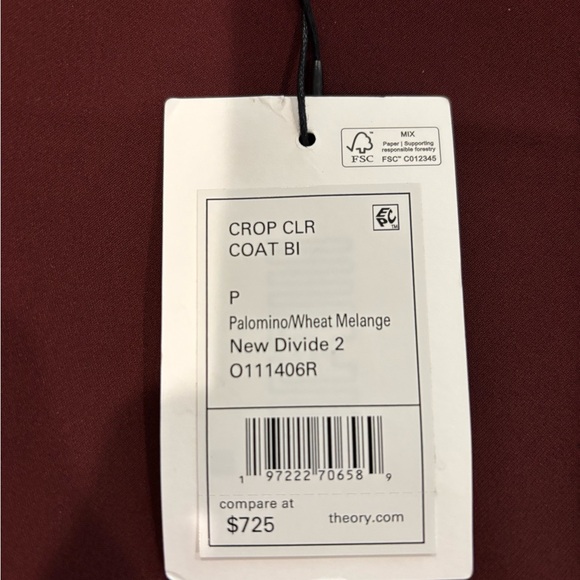 MIX
Paper | Supporting
responsible forestry
FSC™ C012345
FSC
CROP CLR
COAT BI
P
Palomino/Wheat Melange
New Divide 2
O111406R
1 97222 70658 9
compare at
$725
theory.com